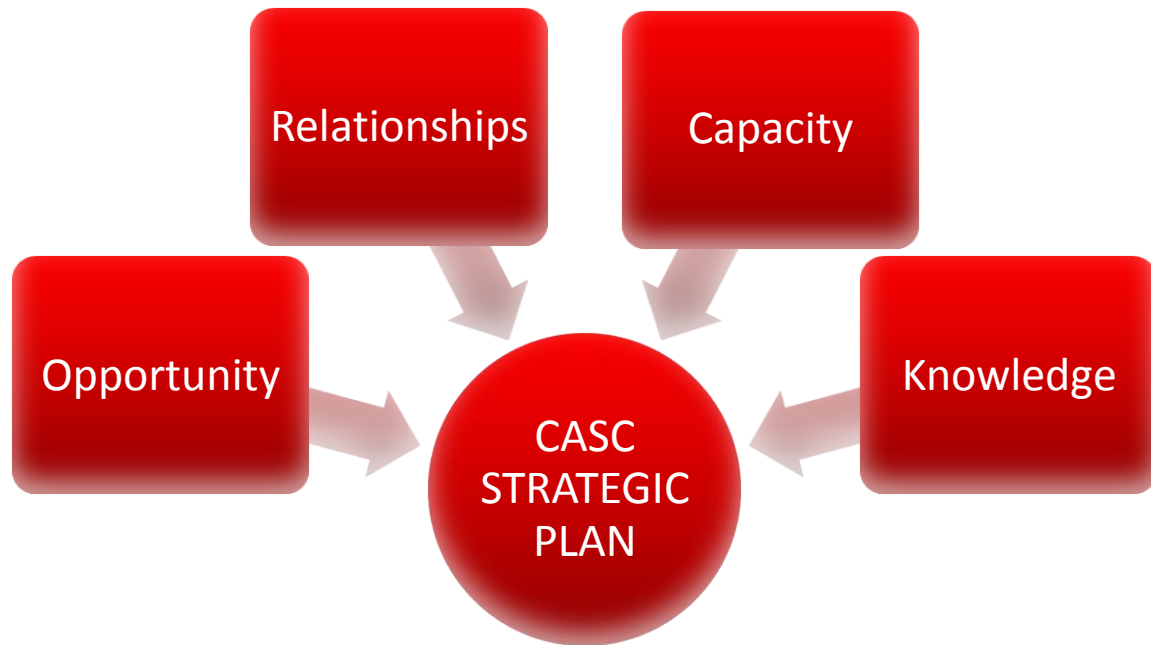 Relationships
Capacity
Opportunity
Knowledge
CASC
STRATEGIC
PLAN